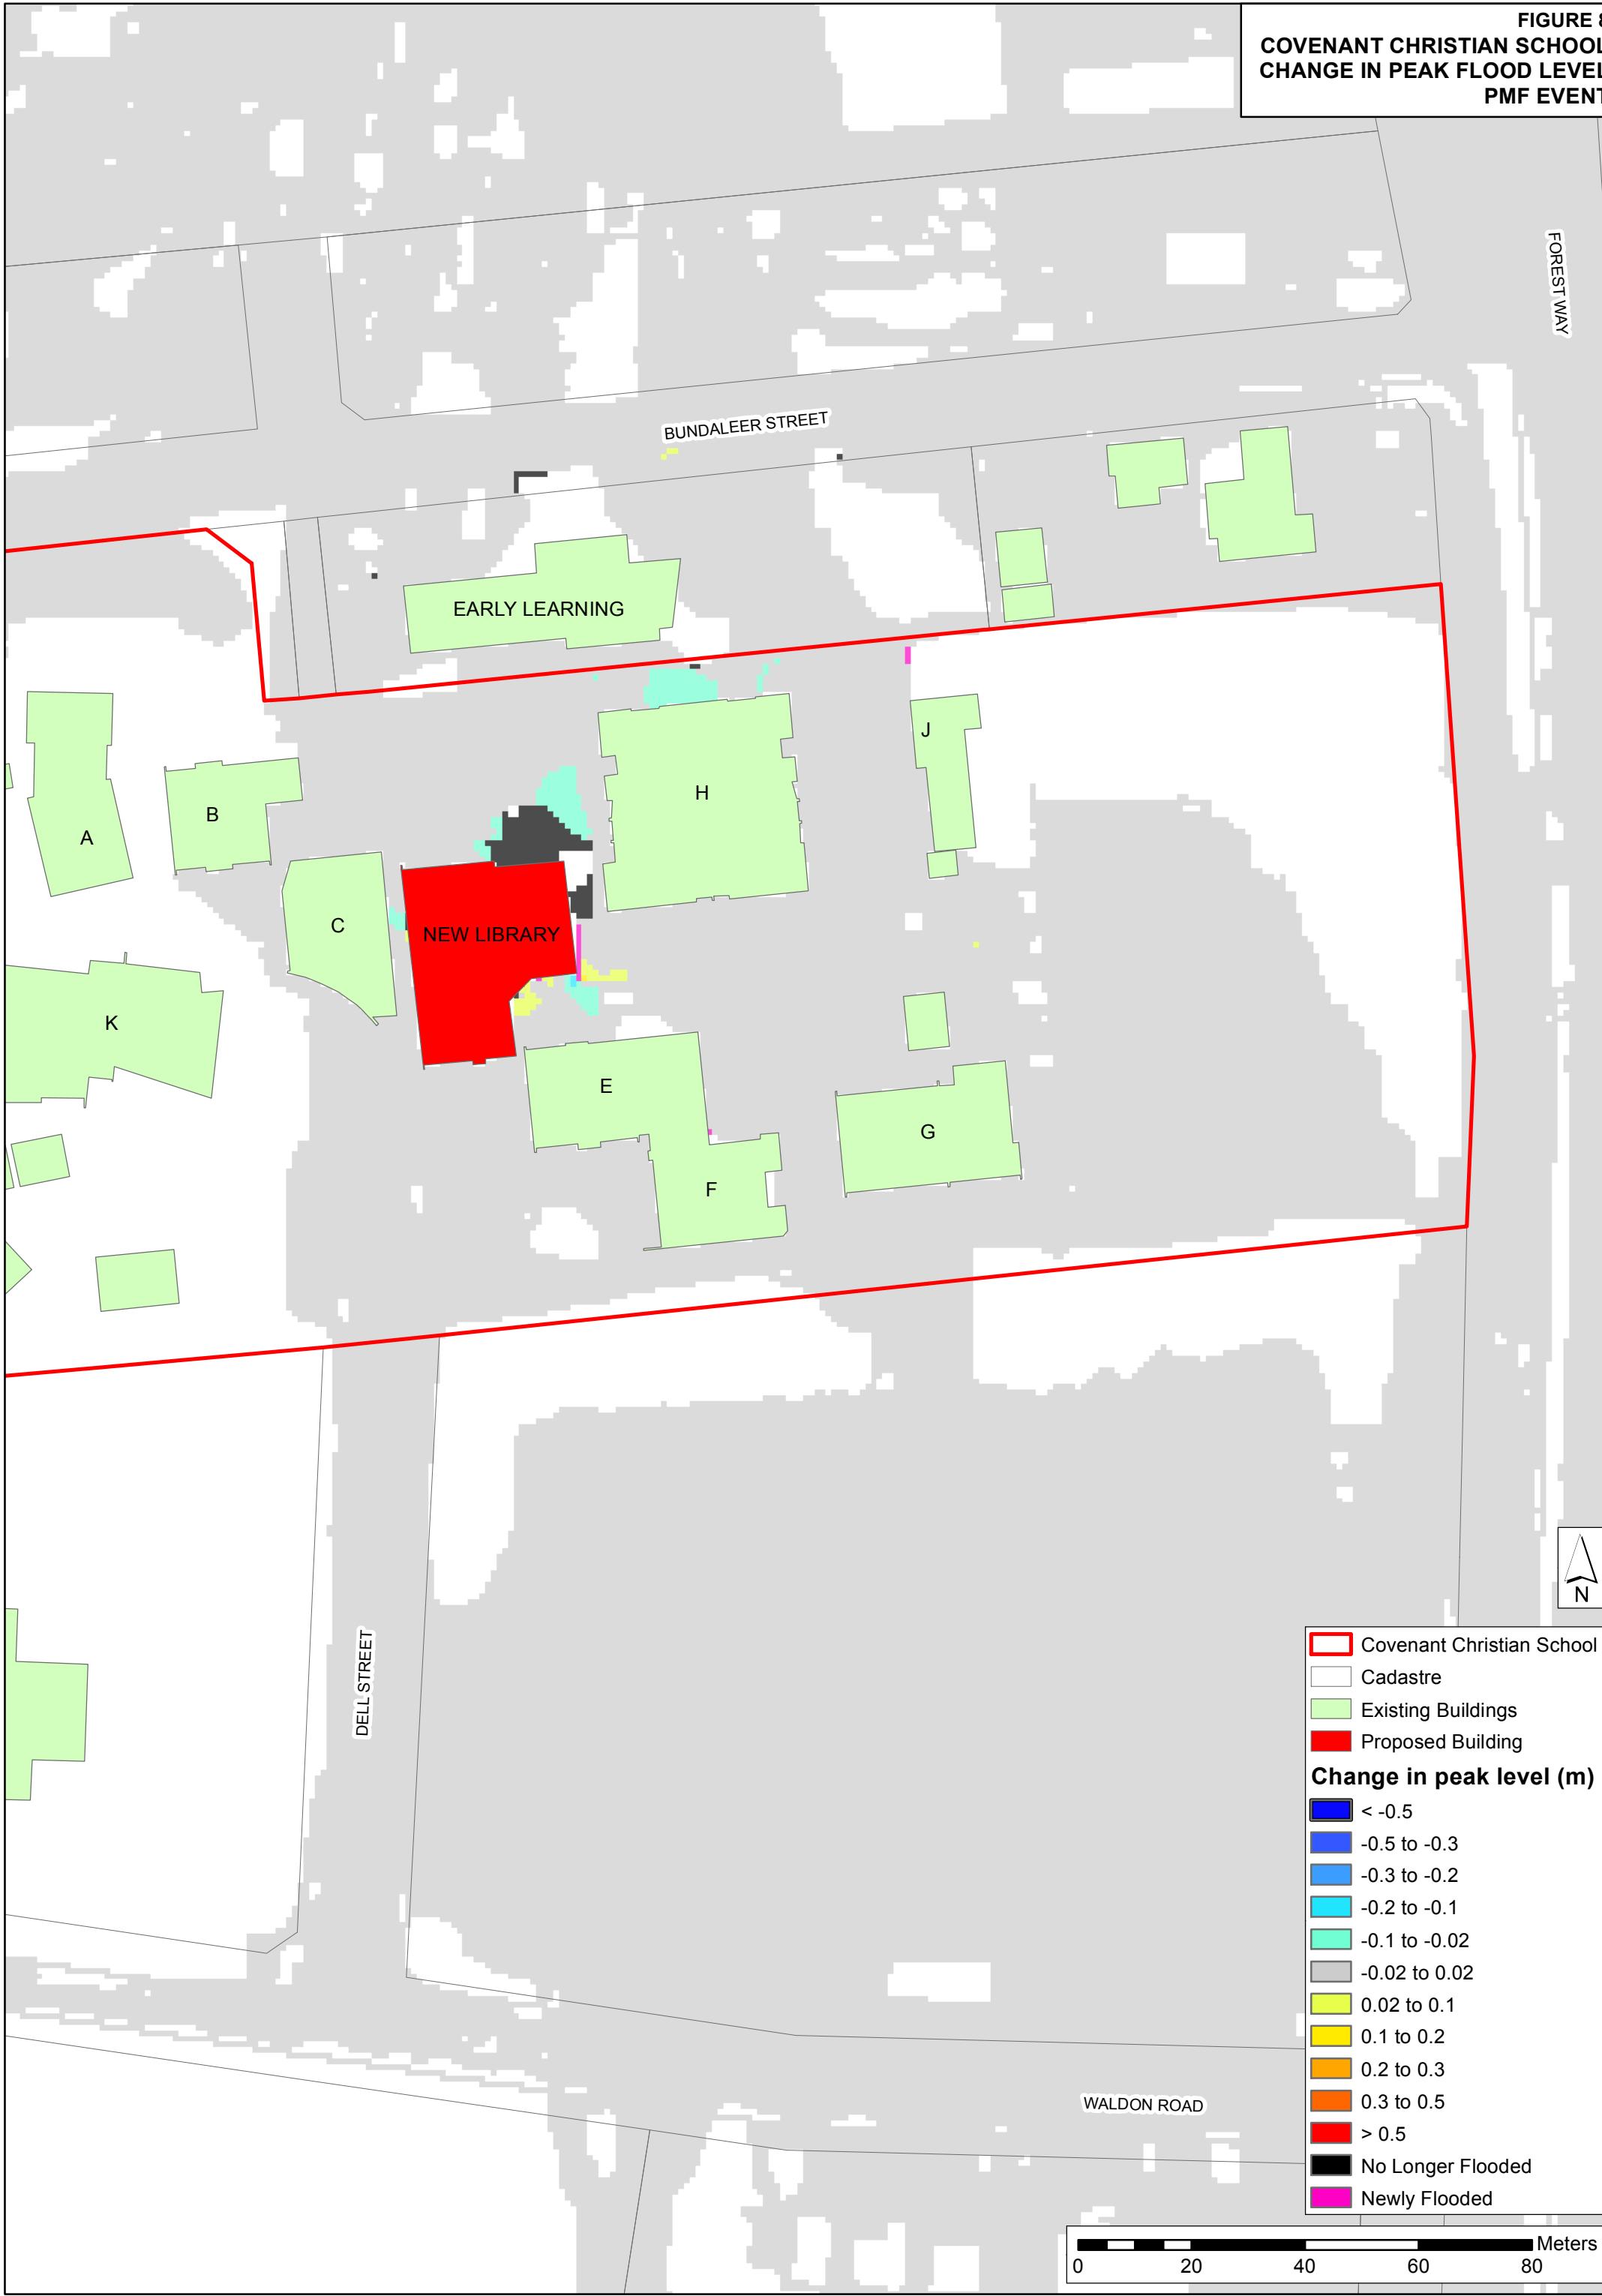 FIGURE 8
COVENANT CHRISTIAN SCHOOL
CHANGE IN PEAK FLOOD LEVEL
PMF EVENT
FOREST WAY
BUNDALEER STREET
EARLY LEARNING
J
H
B
A
C
NEW LIBRARY
K
E
G
F
DELL STREET
WALDON ROAD
N
Covenant Christian School
Cadastre
Existing Buildings
Proposed Building
Change in peak level (m)
< -0.5
-0.5 to -0.3
-0.3 to -0.2
-0.2 to -0.1
-0.1 to -0.02
-0.02 to 0.02
0.02 to 0.1
0.1 to 0.2
0.2 to 0.3
0.3 to 0.5
> 0.5
No Longer Flooded
Newly Flooded
Meters
0 20 40 60 80